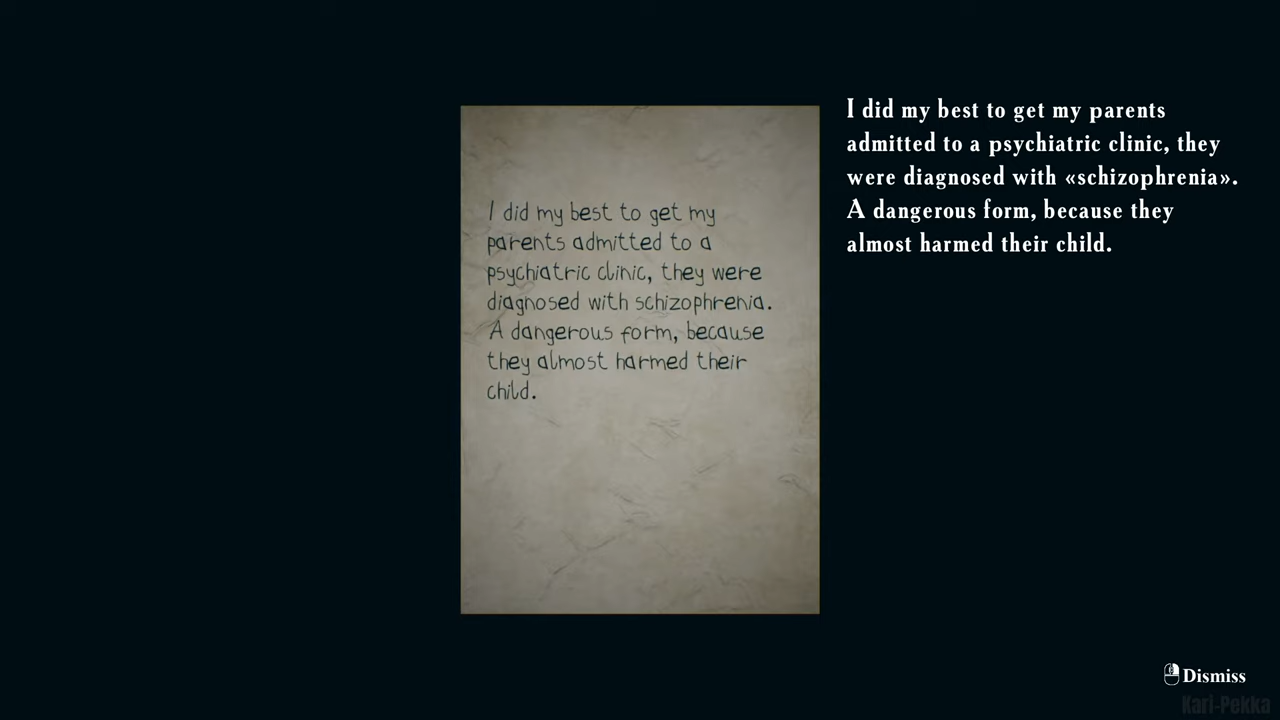 I did my best to get my
parents admitted to a
psychiatric clinic, they were
diagnosed with schizophrenia.
A dangerous form, because
they almost harmed their
child.
I did my best to get my parents
admitted to a psychiatric clinic, they
were diagnosed with «schizophrenia».
A dangerous form, because they
almost harmed their child.
Dismiss
Kari-Pekka